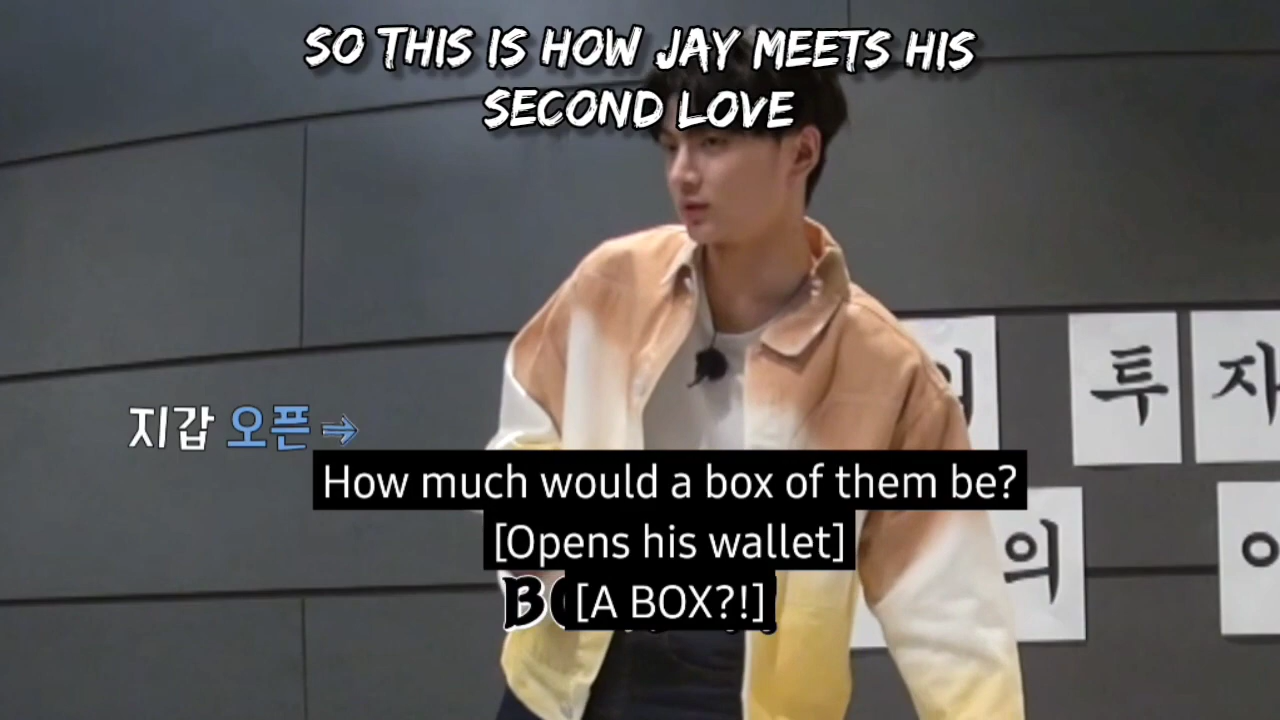 SO THIS IS HOW JAY MEETS HIS
SECOND LOVE
의 투자
지갑 오픈 ⇒
How much would a box of them be?
[Opens his wallet]
의
[A BOX?!]